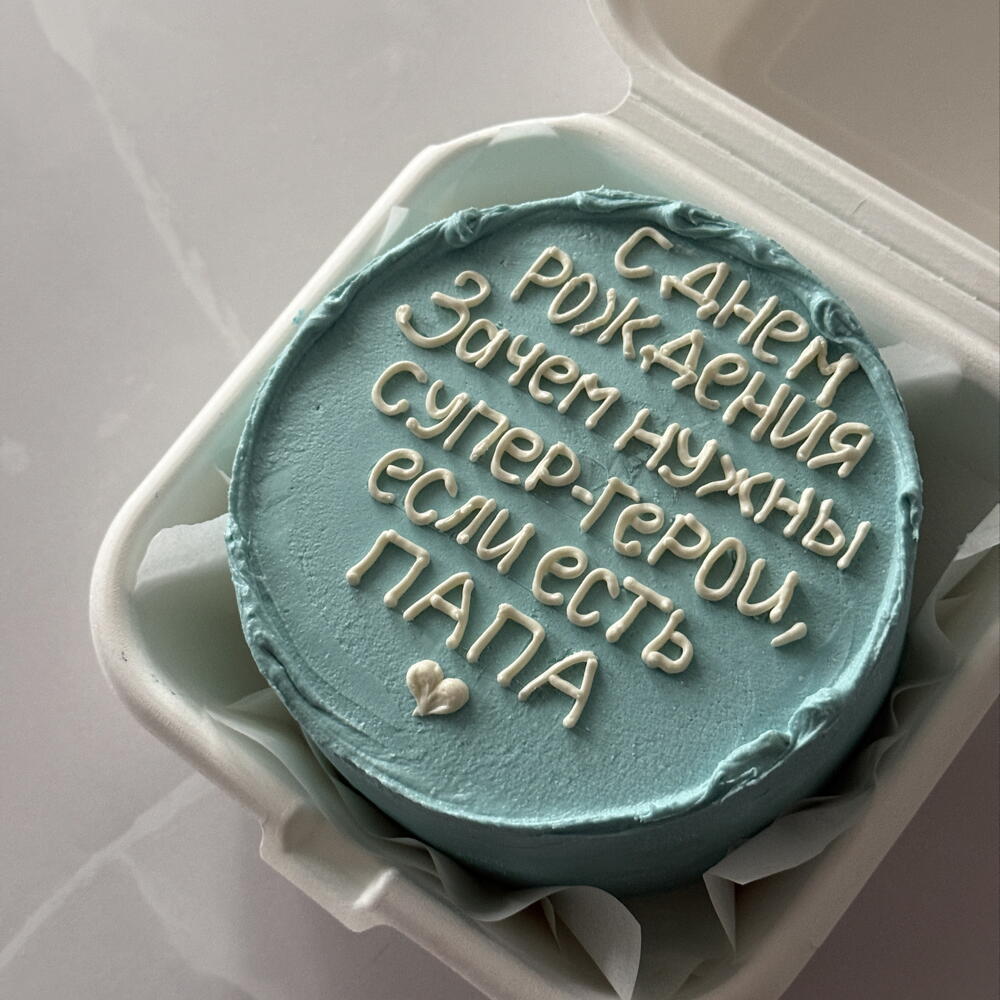 С ДНЕМ
РОЖДЕНИЯ
Зачем нужны
супер-герои,
если есть
ПАПА